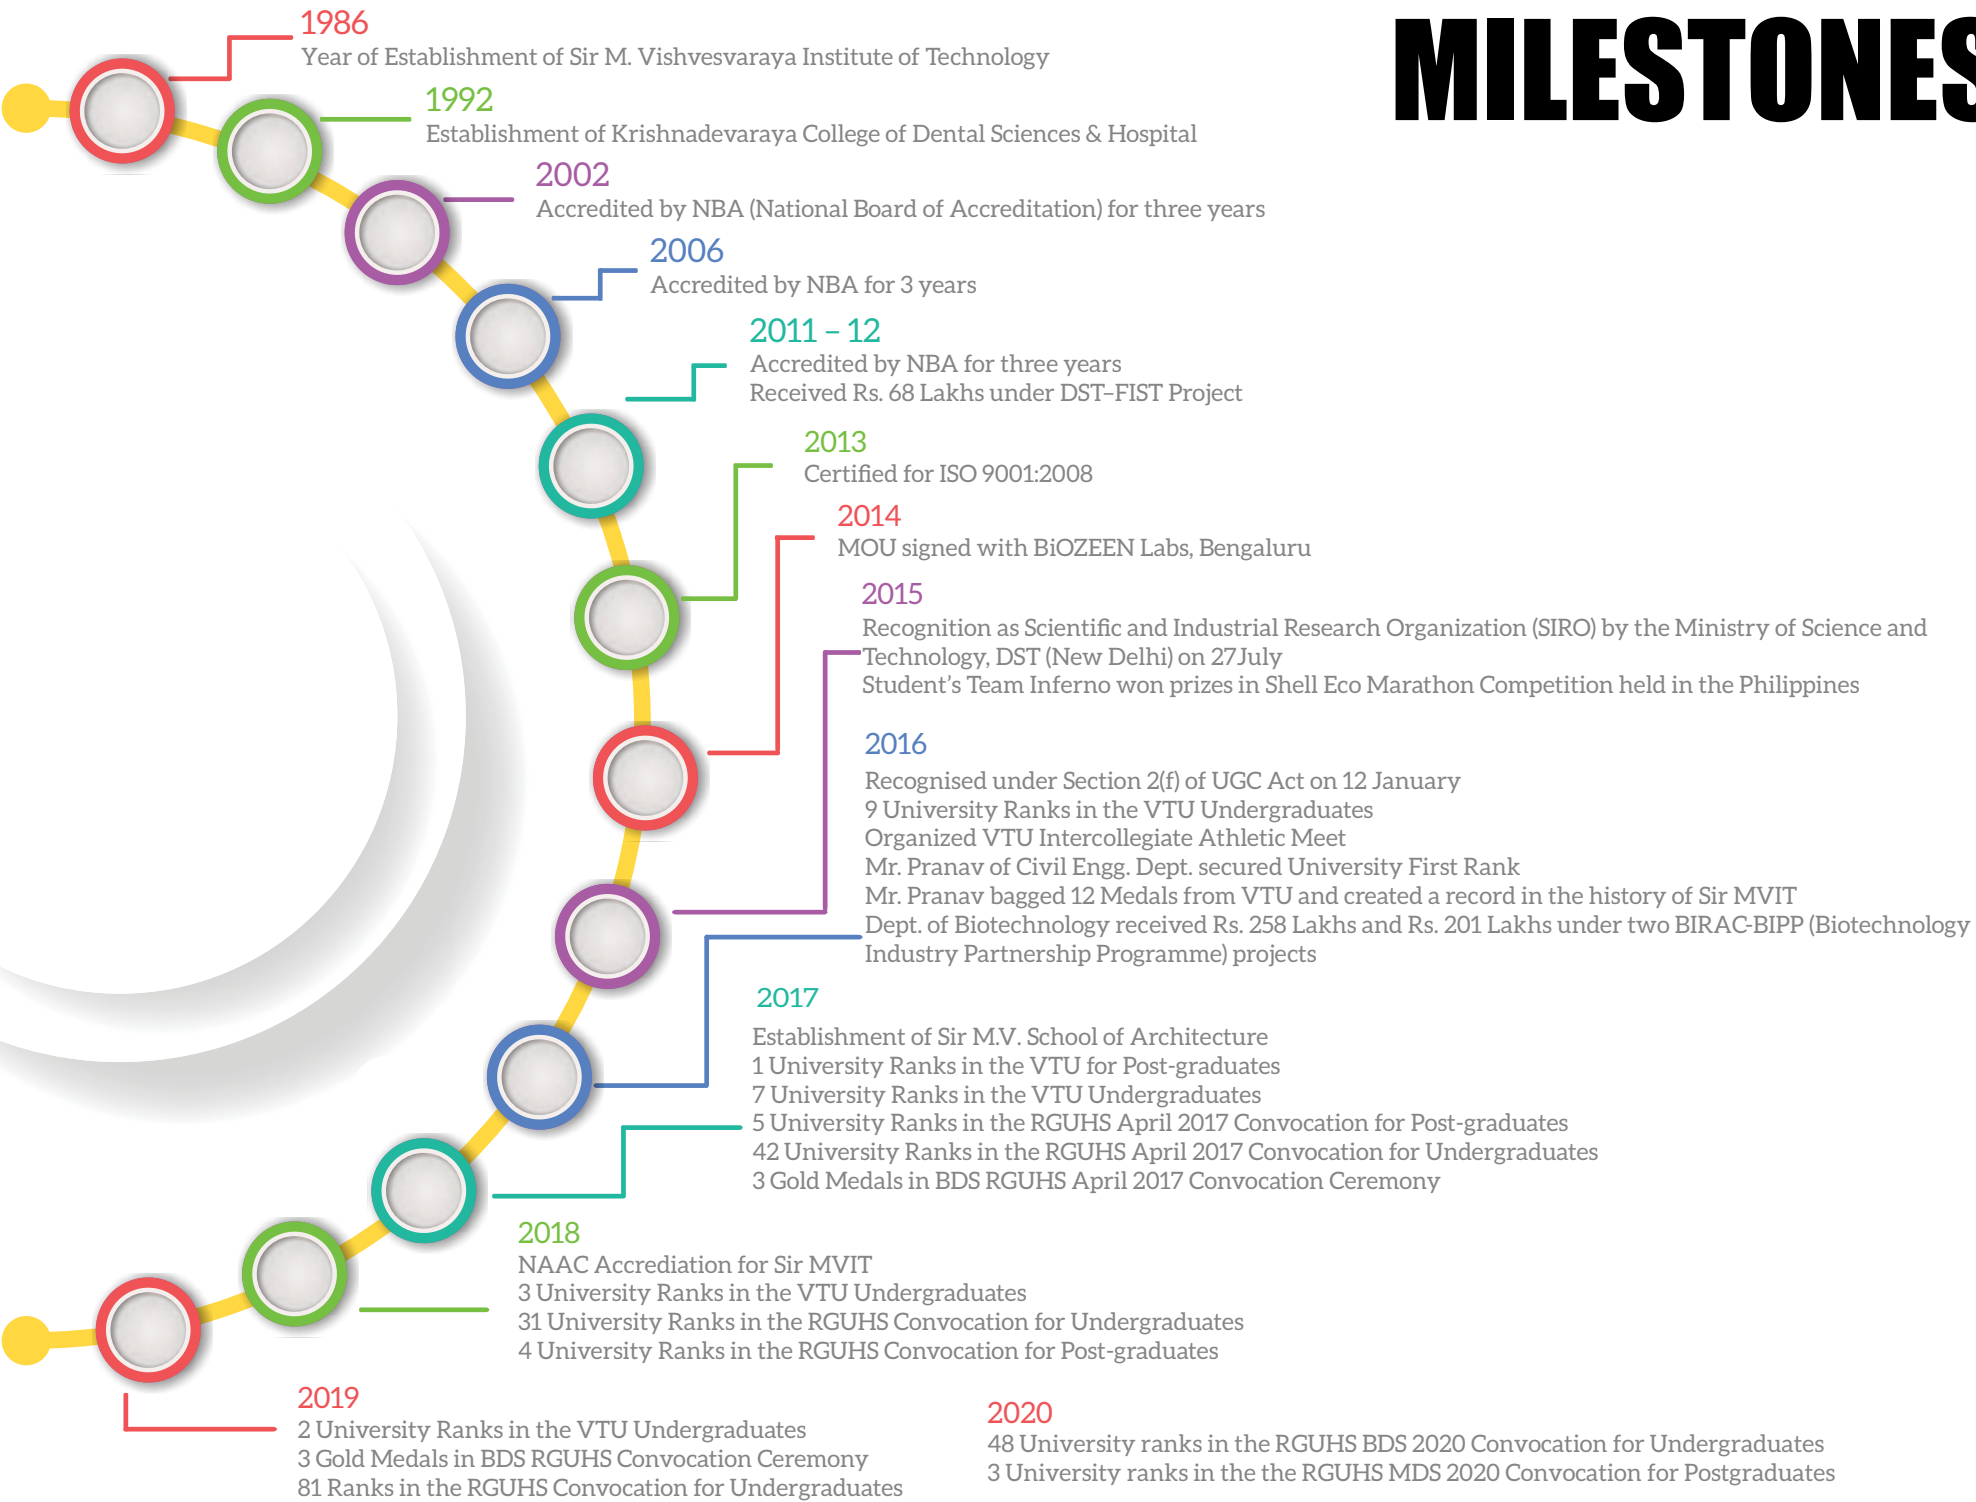 MILESTONES
1986
Year of Establishment of Sir M. Vishvesvaraya Institute of Technology
1992
Establishment of Krishnadevaraya College of Dental Sciences & Hospital
2002
Accredited by NBA (National Board of Accreditation) for three years
2006
Accredited by NBA for 3 years
2011 – 12
Accredited by NBA for three years
Received Rs. 68 Lakhs under DST–FIST Project
2013
Certified for ISO 9001:2008
2014
MOU signed with BiOZEEN Labs, Bengaluru
2015
Recognition as Scientific and Industrial Research Organization (SIRO) by the Ministry of Science and
Technology, DST (New Delhi) on 27July
Student’s Team Inferno won prizes in Shell Eco Marathon Competition held in the Philippines
2016
Recognised under Section 2(f) of UGC Act on 12 January
9 University Ranks in the VTU Undergraduates
Organized VTU Intercollegiate Athletic Meet
Mr. Pranav of Civil Engg. Dept. secured University First Rank
Mr. Pranav bagged 12 Medals from VTU and created a record in the history of Sir MVIT
Dept. of Biotechnology received Rs. 258 Lakhs and Rs. 201 Lakhs under two BIRAC-BIPP (Biotechnology
Industry Partnership Programme) projects
2017
Establishment of Sir M.V. School of Architecture
1 University Ranks in the VTU for Post-graduates
7 University Ranks in the VTU Undergraduates
5 University Ranks in the RGUHS April 2017 Convocation for Post-graduates
42 University Ranks in the RGUHS April 2017 Convocation for Undergraduates
3 Gold Medals in BDS RGUHS April 2017 Convocation Ceremony
2018
NAAC Accrediation for Sir MVIT
3 University Ranks in the VTU Undergraduates
31 University Ranks in the RGUHS Convocation for Undergraduates
4 University Ranks in the RGUHS Convocation for Post-graduates
2019
2 University Ranks in the VTU Undergraduates
3 Gold Medals in BDS RGUHS Convocation Ceremony
81 Ranks in the RGUHS Convocation for Undergraduates
2020
48 University ranks in the RGUHS BDS 2020 Convocation for Undergraduates
3 University ranks in the the RGUHS MDS 2020 Convocation for Postgraduates